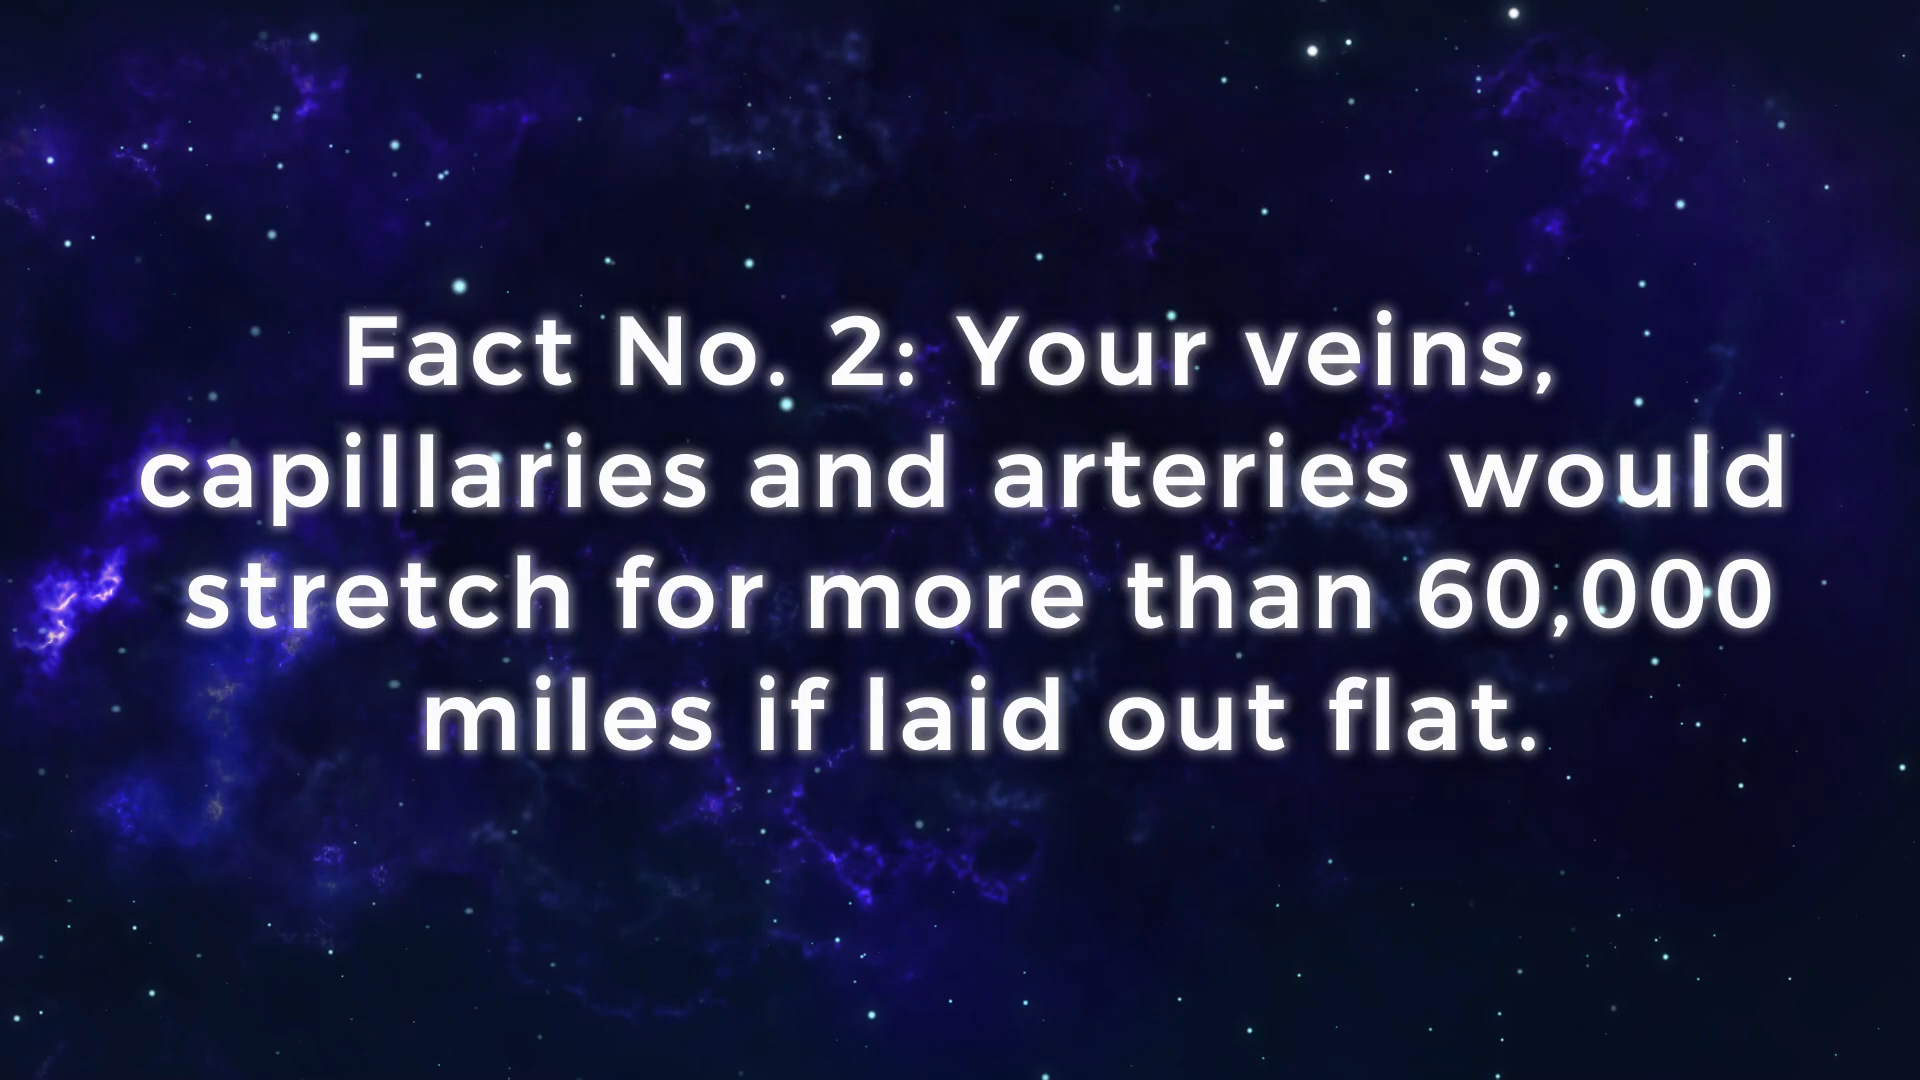 Fact No. 2: Your veins,
capillaries and arteries would
stretch for more than 60,000
miles if laid out flat.